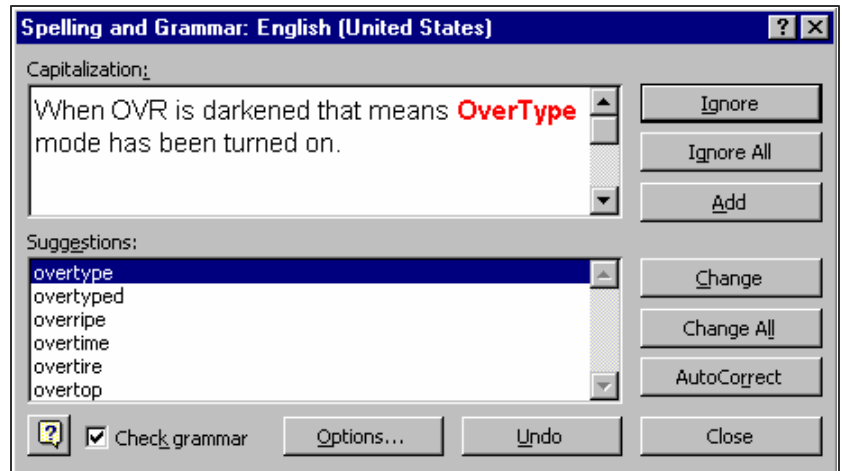 Spelling and Grammar: English (United States)
Capitalization:
When OVR is darkened that means OverType
mode has been turned on.
Ignore
Ignore All
Add
Suggestions:
overtype
overtyped
overripe
overtime
overtire
overtop
Change
Change All
AutoCorrect
Check grammar
Options...
Undo
Close